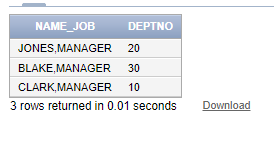 NAME_JOB DEPTNO
JONES,MANAGER 20
BLAKE,MANAGER 30
CLARK,MANAGER 10
3 rows returned in 0.01 seconds Download